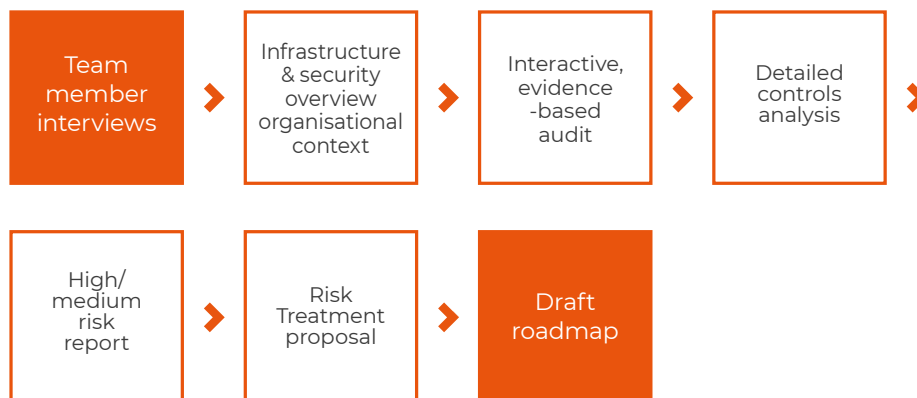 Team
member
interviews
Infrastructure
& security
overview
organisational
context
Interactive,
evidence
-based
audit
Detailed
controls
analysis
High/
medium
risk
report
Risk
Treatment
proposal
Draft
roadmap